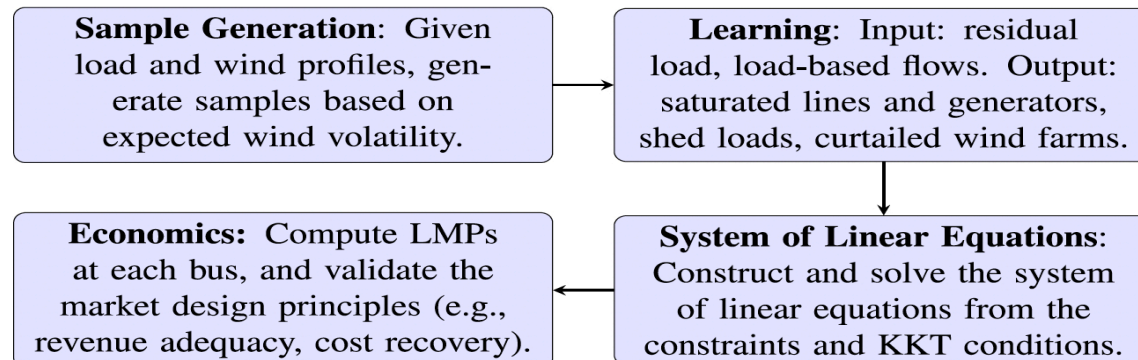 Sample Generation: Given
load and wind profiles, gen-
erate samples based on
expected wind volatility.
Learning: Input: residual
load, load-based flows. Output:
saturated lines and generators,
shed loads, curtailed wind farms.
System of Linear Equations:
Construct and solve the system
of linear equations from the
constraints and KKT conditions.
Economics: Compute LMPs
at each bus, and validate the
market design principles (e.g.,
revenue adequacy, cost recovery).